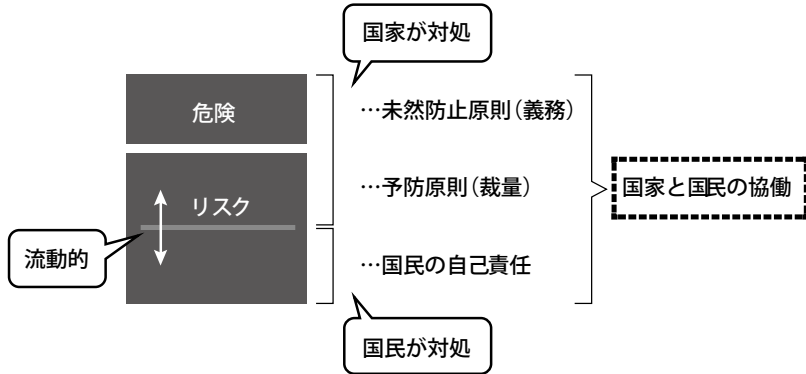 国家が対処
危険
…未然防止原則（義務）
リスク
…予防原則（裁量）
国家と国民の協働
流動的
…国民の自己責任
国民が対処